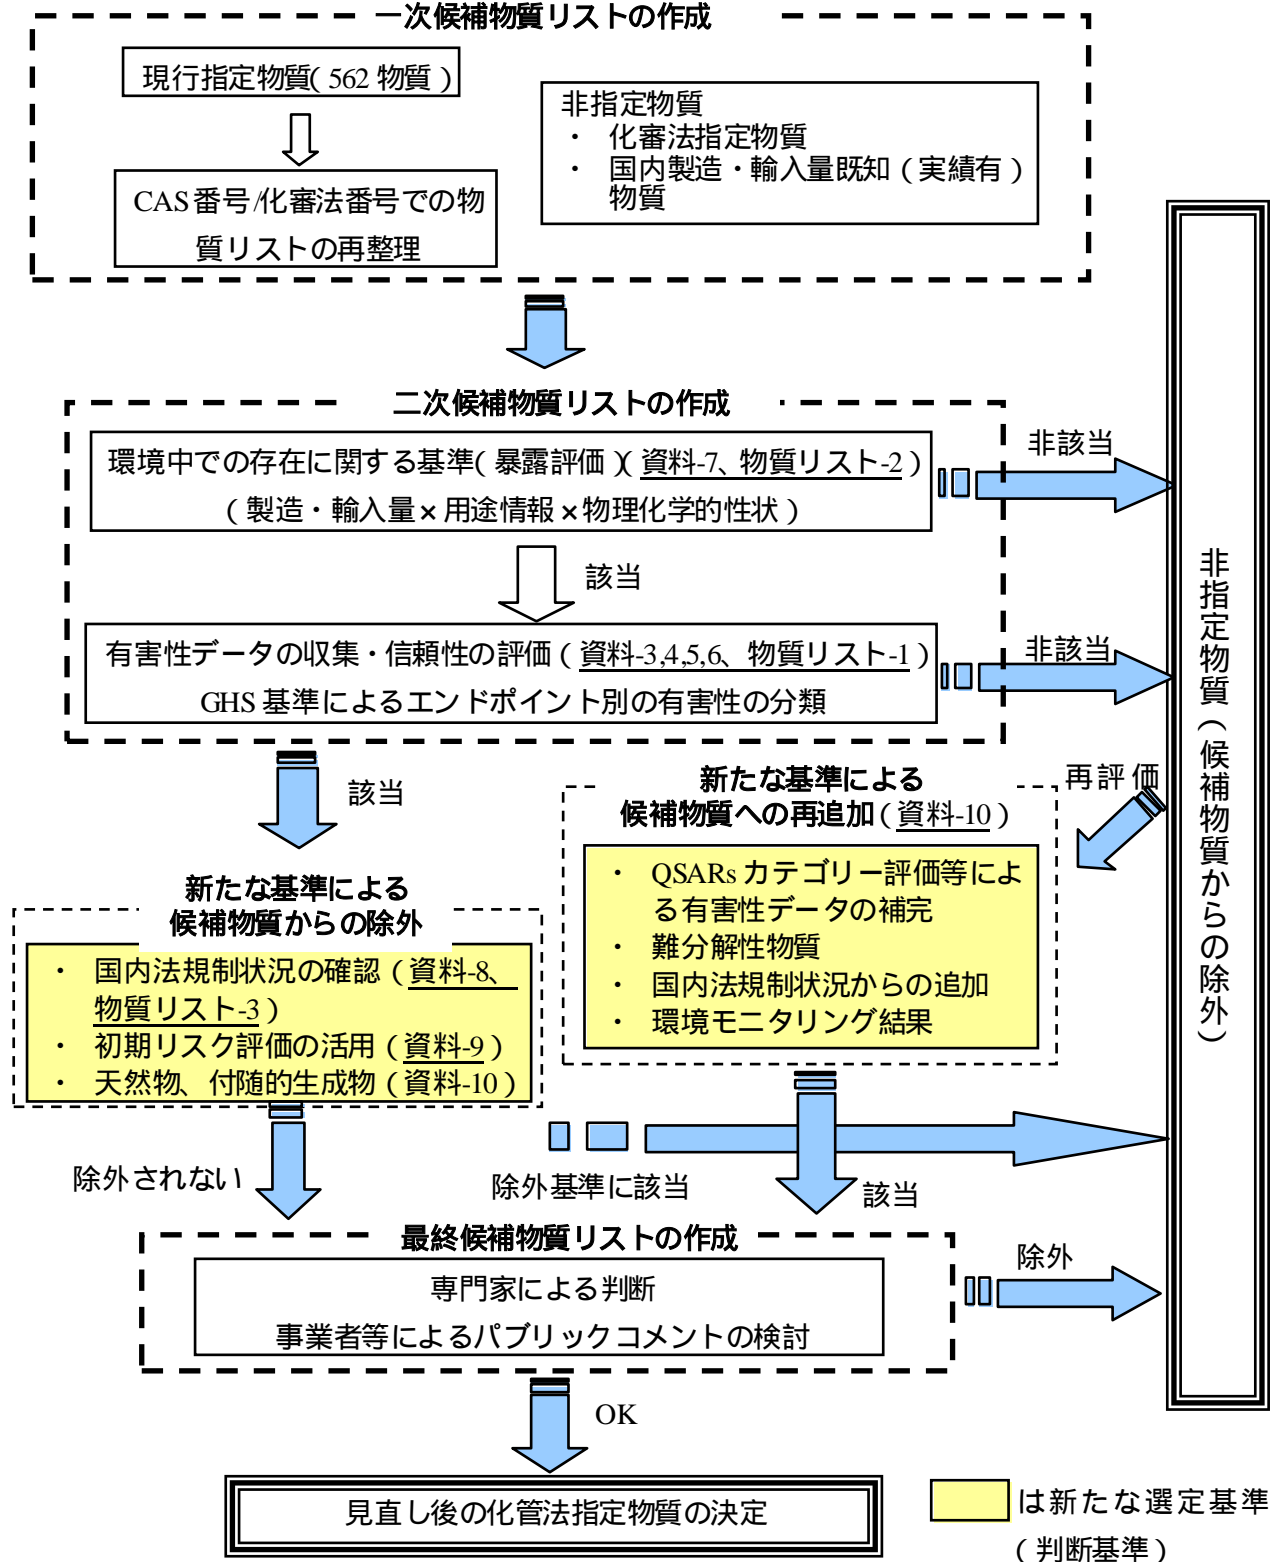 一次候補物質リストの作成
現行指定物質(562 物質)
CAS 番号/化審法番号での物
質リストの再整理
非指定物質
・ 化審法指定物質
・ 国内製造・輸入量既知(実績有)
物質
二次候補物質リストの作成
環境中での存在に関する基準(暴露評価)(資料-7、物質リスト-2)
(製造・輸入量×用途情報×物理化学的性状)
非該当
該当
有害性データの収集・信頼性の評価(資料-3,4,5,6、物質リスト-1)
GHS 基準によるエンドポイント別の有害性の分類
非該当
該当
再評価
新たな基準による
候補物質への再追加(資料-10)
・ QSARs カテゴリー評価等によ
る有害性データの補完
・ 難分解性物質
・ 国内法規制状況からの追加
・ 環境モニタリング結果
新たな基準による
候補物質からの除外
・ 国内法規制状況の確認(資料-8、
物質リスト-3)
・ 初期リスク評価の活用(資料-9)
・ 天然物、付随的生成物(資料-10)
除外されない
除外基準に該当
該当
最終候補物質リストの作成
専門家による判断
事業者等によるパブリックコメントの検討
除外
OK
見直し後の化管法指定物質の決定
非指定物質(候補物質からの除外)
は新たな選定基準
(判断基準)